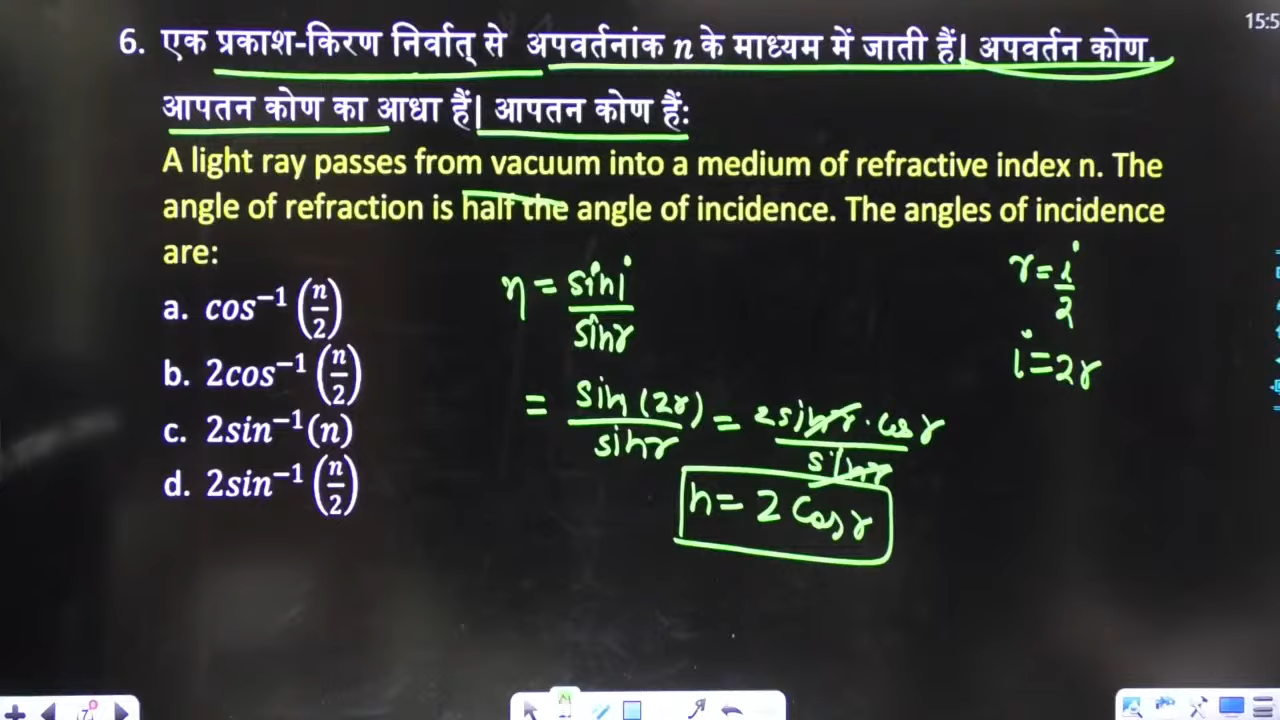 15:5
6. एक प्रकाश-किरण निर्वात् से अपवर्तनांक n के माध्यम में जाती हैं| अपवर्तन कोण.
आपतन कोण का आधा हैं| आपतन कोण हैं:
A light ray passes from vacuum into a medium of refractive index n. The
angle of refraction is half the angle of incidence. The angles of incidence
are:
a. cos⁻¹(n/2)
b. 2cos⁻¹(n/2)
c. 2sin⁻¹(n)
d. 2sin⁻¹(n/2)
η = sin i / sin r
= sin(2r) / sin r = 2 sin r · cos r / sin r
n = 2 cos r
r = i/2
i = 2r
7